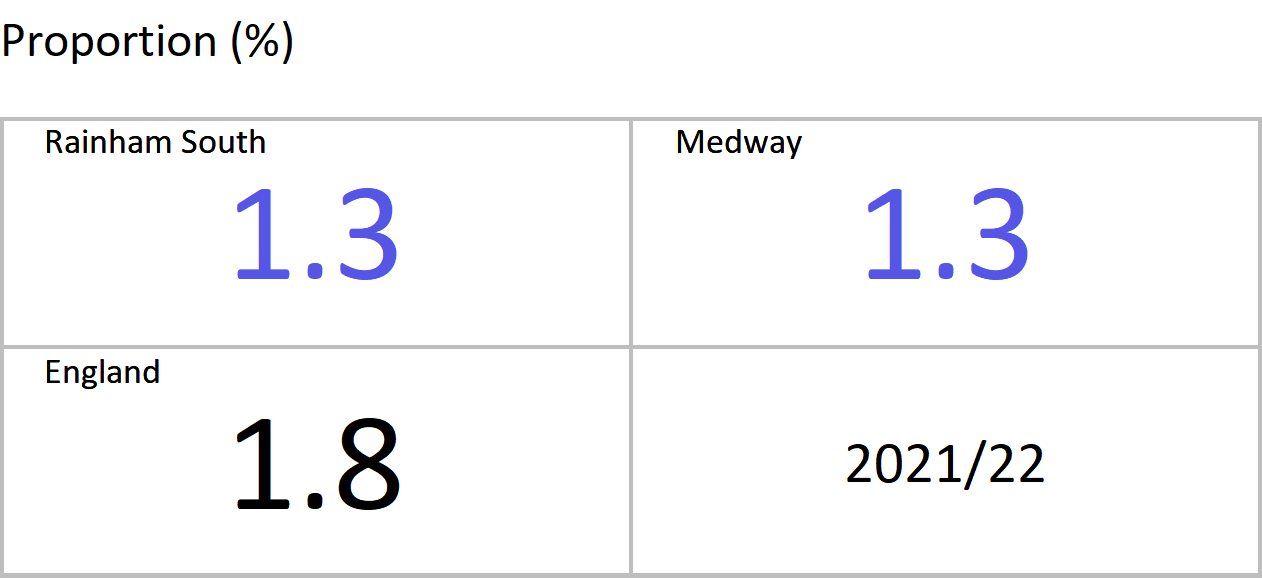 Proportion (%)
Rainham South
1.3
Medway
1.3
England
1.8
2021/22